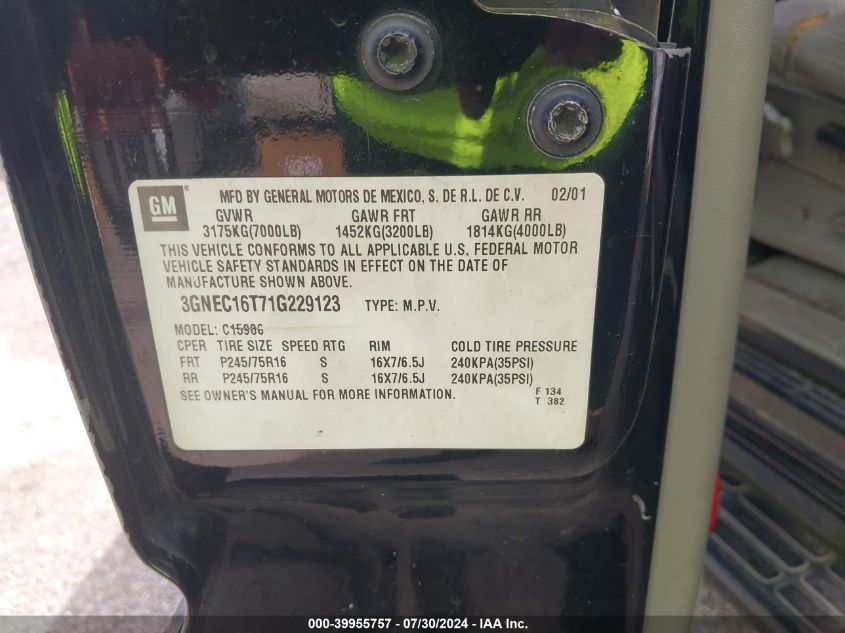 GM
MFD BY GENERAL MOTORS DE MEXICO, S. DE R.L. DE C.V. 02/01
GVWR GAWR FRT GAWR RR
3175KG(7000LB) 1452KG(3200LB) 1814KG(4000LB)
THIS VEHICLE CONFORMS TO ALL APPLICABLE U.S. FEDERAL MOTOR
VEHICLE SAFETY STANDARDS IN EFFECT ON THE DATE OF
MANUFACTURE SHOWN ABOVE.
3GNEC16T71G229123 TYPE: M.P.V.
MODEL: C15906
CPER TIRE SIZE SPEED RTG RIM COLD TIRE PRESSURE
FRT P245/75R16 S 16X7/6.5J 240KPA(35PSI)
RR P245/75R16 S 16X7/6.5J 240KPA(35PSI)
SEE OWNER'S MANUAL FOR MORE INFORMATION.
F 134
T 382
000-39955757 - 07/30/2024 - IAA Inc.